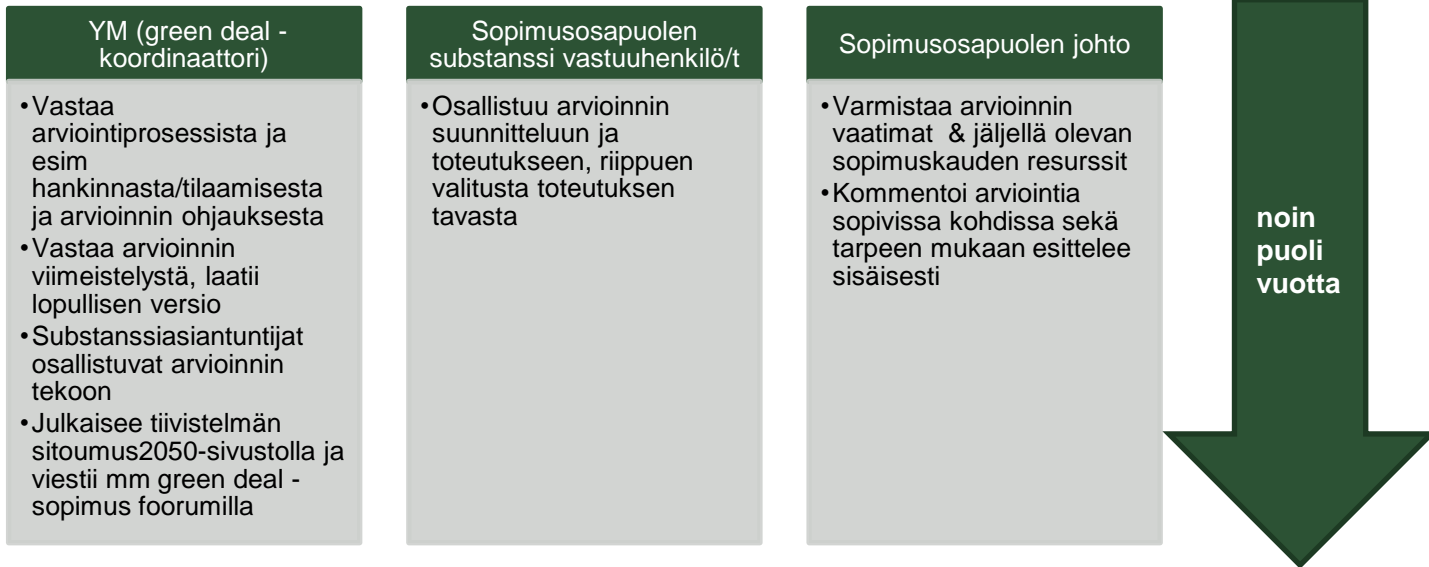 YM (green deal -
koordinaattori)
•Vastaa
arviointiprosessista ja
esim
hankinnasta/tilaamisesta
ja arvioinnin ohjauksesta
•Vastaa arvioinnin
viimeistelystä, laatii
lopullisen versio
•Substanssiasiantuntijat
osallistuvat arvioinnin
tekoon
•Julkaisee tiivistelmän
sitoumus2050-sivustolla ja
viestii mm green deal -
sopimus foorumilla
Sopimusosapuolen
substanssi vastuuhenkilö/t
•Osallistuu arvioinnin
suunnitteluun ja
toteutukseen, riippuen
valitusta toteutuksen
tavasta
Sopimusosapuolen johto
•Varmistaa arvioinnin
vaatimat & jäljellä olevan
sopimuskauden resurssit
•Kommentoi arviointia
sopivissa kohdissa sekä
tarpeen mukaan esittelee
sisäisesti
noin
puoli
vuotta